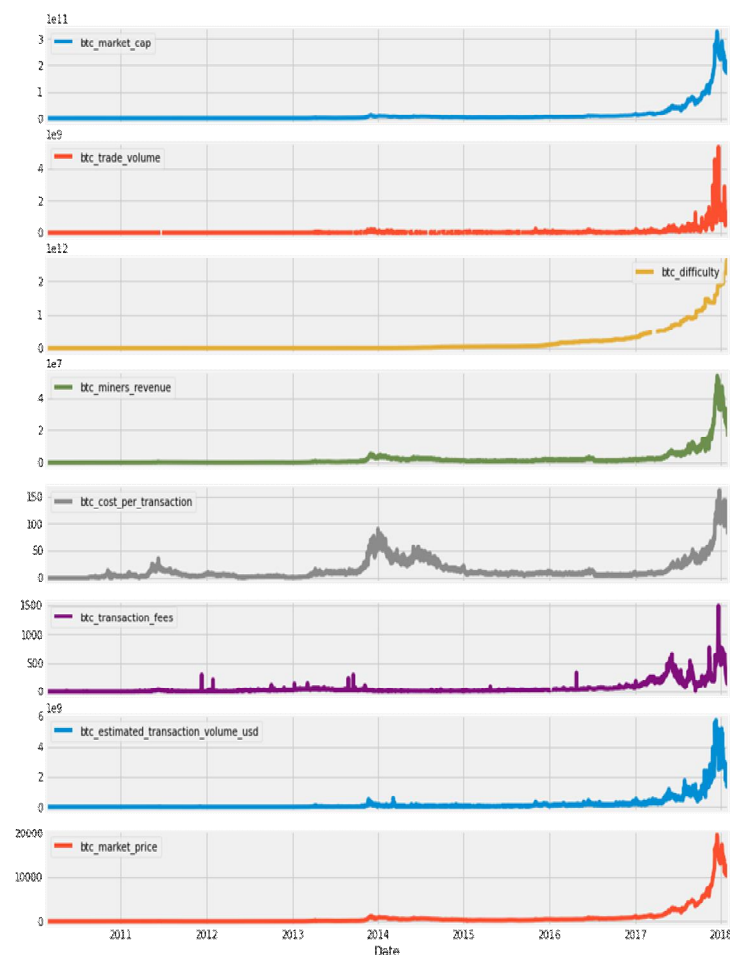 1e11
3
btc_market_cap
2
1
0
1e9
btc_trade_volume
4
2
0
1e12
btc_difficulty
2
1
0
1e7
btc_miners_revenue
4
2
0
150
btc_cost_per_transaction
100
50
0
1500
btc_transaction_fees
1000
500
0
1e9
6
btc_estimated_transaction_volume_usd
4
2
0
20000
btc_market_price
10000
0
2011 2012 2013 2014 2015 2016 2017 2018
Date